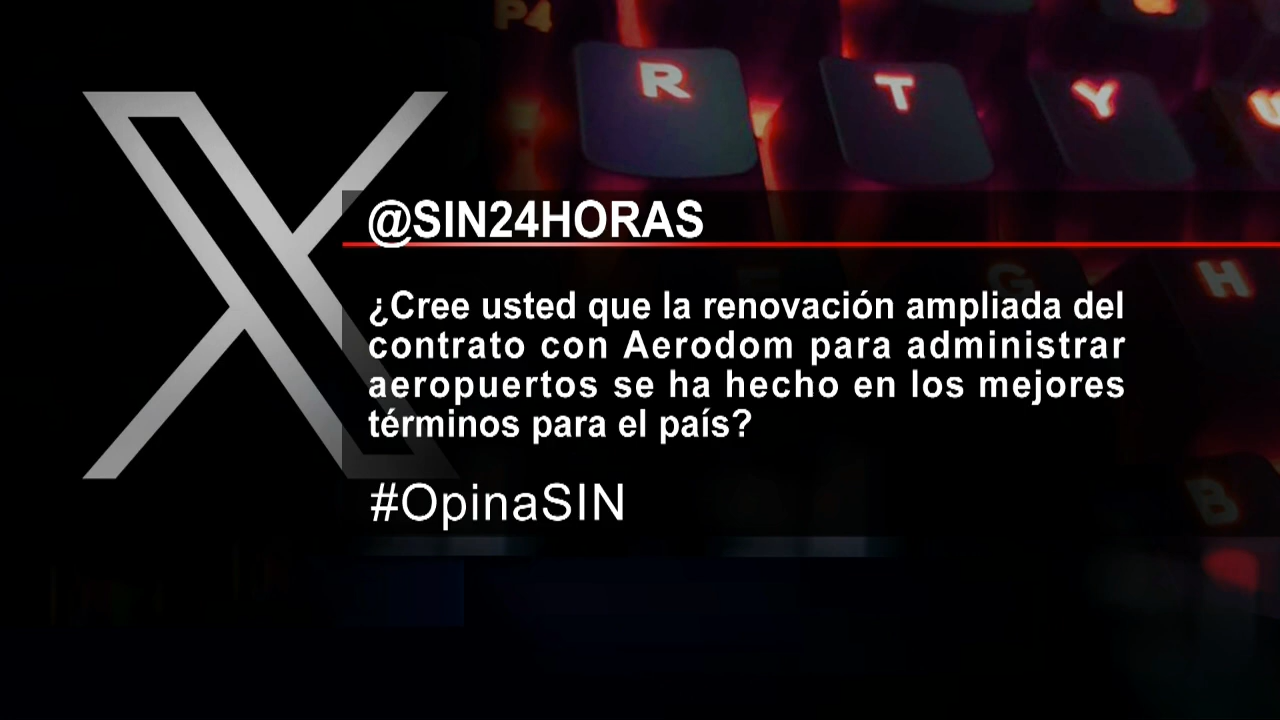 P4
R T Y
@SIN24HORAS
G H
¿Cree usted que la renovación ampliada del
contrato con Aerodom para administrar
aeropuertos se ha hecho en los mejores
términos para el país?
#OpinaSIN
B